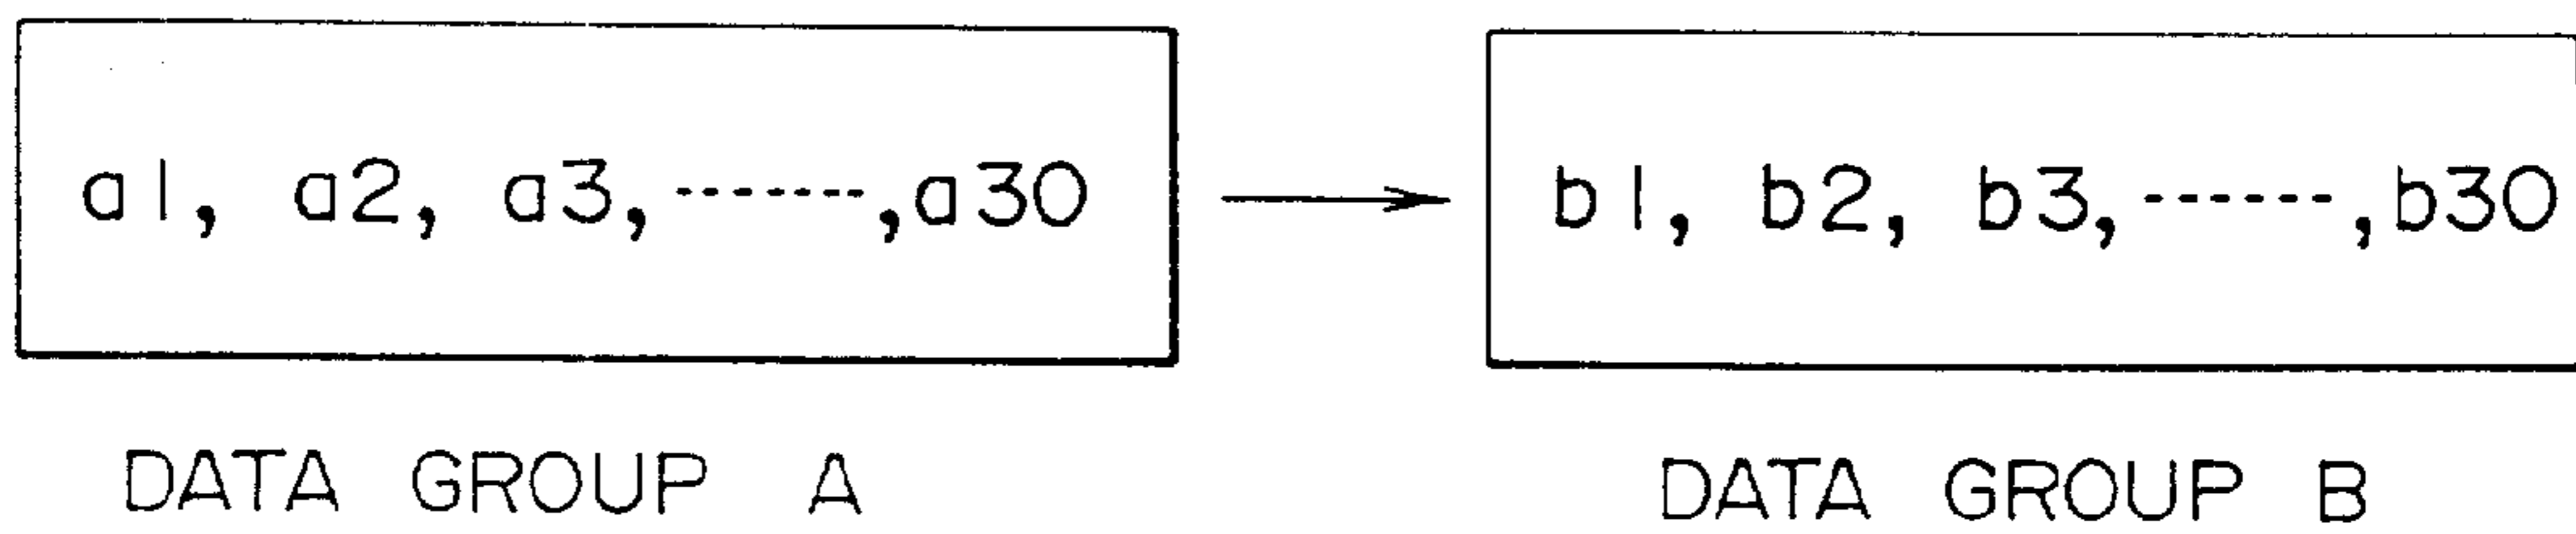 a1, a2, a3,-------,a30
b1, b2, b3,------,b30
DATA GROUP A
DATA GROUP B